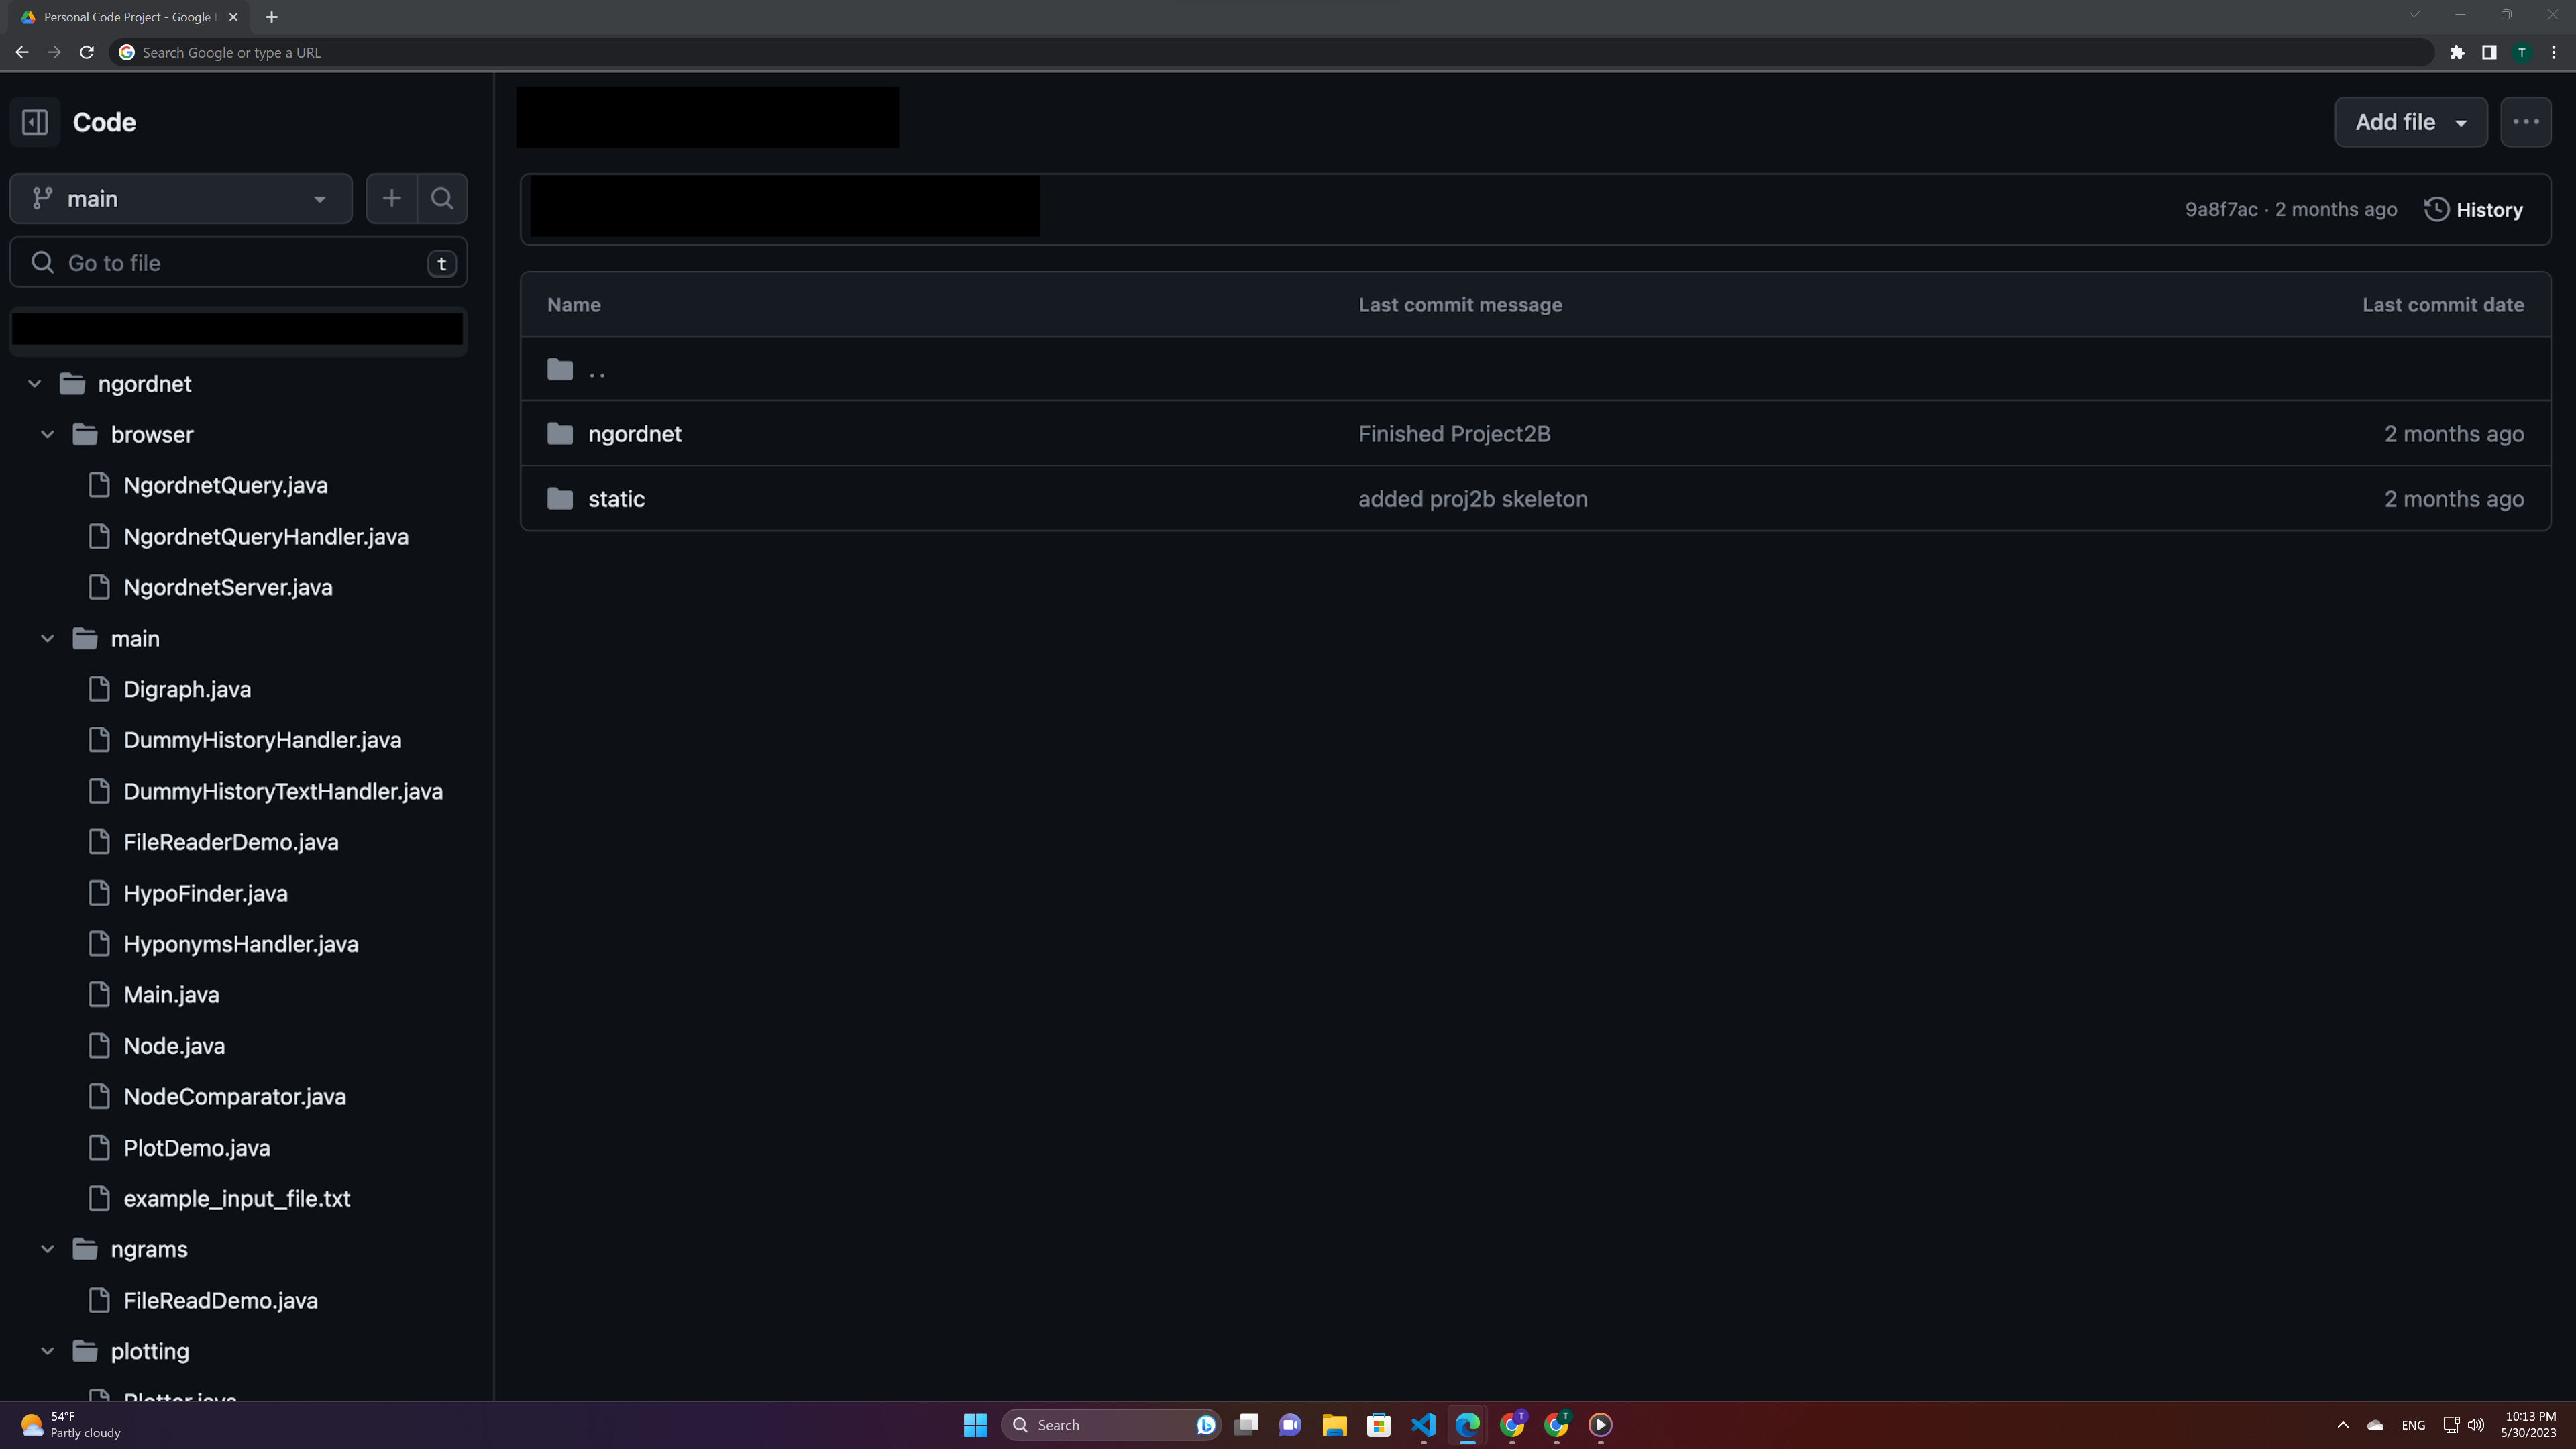 Personal Code Project - Google D
Search Google or type a URL
T
Code
main
Go to file
t
ngordnet
browser
NgordnetQuery.java
NgordnetQueryHandler.java
NgordnetServer.java
main
Digraph.java
DummyHistoryHandler.java
DummyHistoryTextHandler.java
FileReaderDemo.java
HypoFinder.java
HyponymsHandler.java
Main.java
Node.java
NodeComparator.java
PlotDemo.java
example_input_file.txt
ngrams
FileReadDemo.java
plotting
Plotter.java
Add file
9a8f7ac · 2 months ago
History
Name Last commit message Last commit date
..
ngordnet Finished Project2B 2 months ago
static added proj2b skeleton 2 months ago
54°F
Partly cloudy
Search
T
T
ENG
10:13 PM
5/30/2023